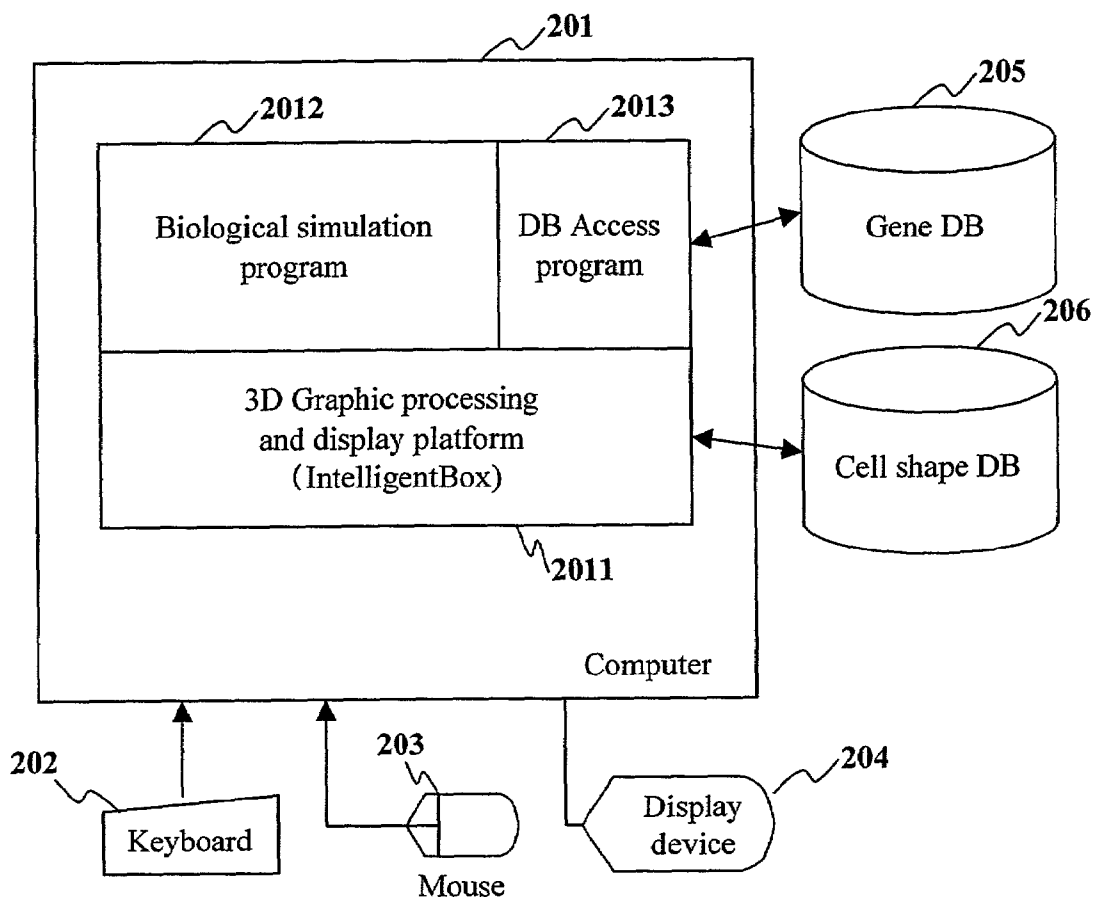 201
2012
2013
205
Biological simulation
program
DB Access
program
Gene DB
206
3D Graphic processing
and display platform
(IntelligentBox)
Cell shape DB
2011
Computer
202
203
204
Keyboard
Mouse
Display
device